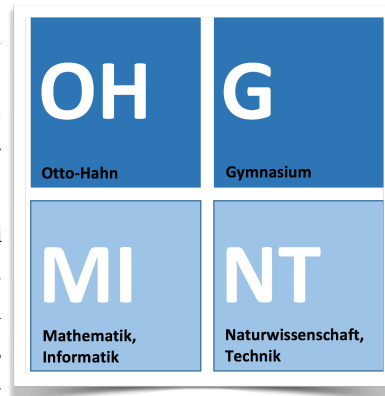 OH G
Otto-Hahn Gymnasium
MI NT
Mathematik, Naturwissenschaft,
Informatik Technik